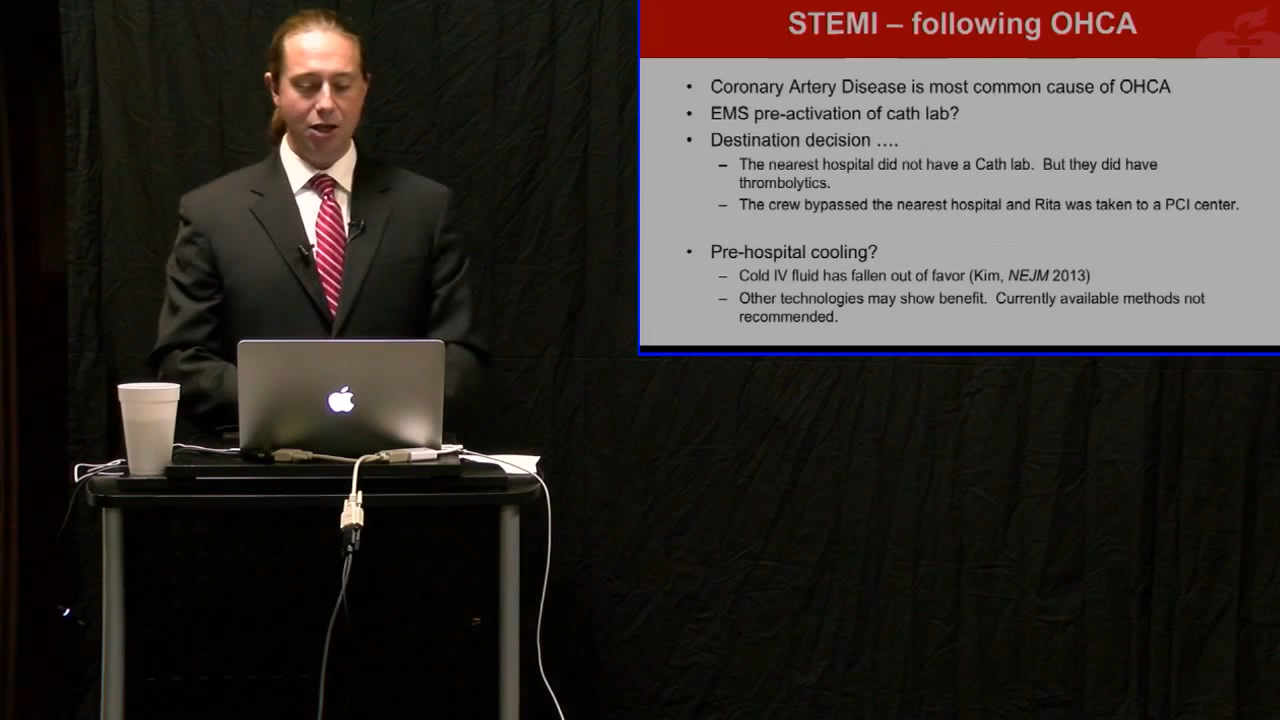 STEMI – following OHCA
• Coronary Artery Disease is most common cause of OHCA
• EMS pre-activation of cath lab?
• Destination decision ....
– The nearest hospital did not have a Cath lab. But they did have
thrombolytics.
– The crew bypassed the nearest hospital and Rita was taken to a PCI center.
• Pre-hospital cooling?
– Cold IV fluid has fallen out of favor (Kim, NEJM 2013)
– Other technologies may show benefit. Currently available methods not
recommended.